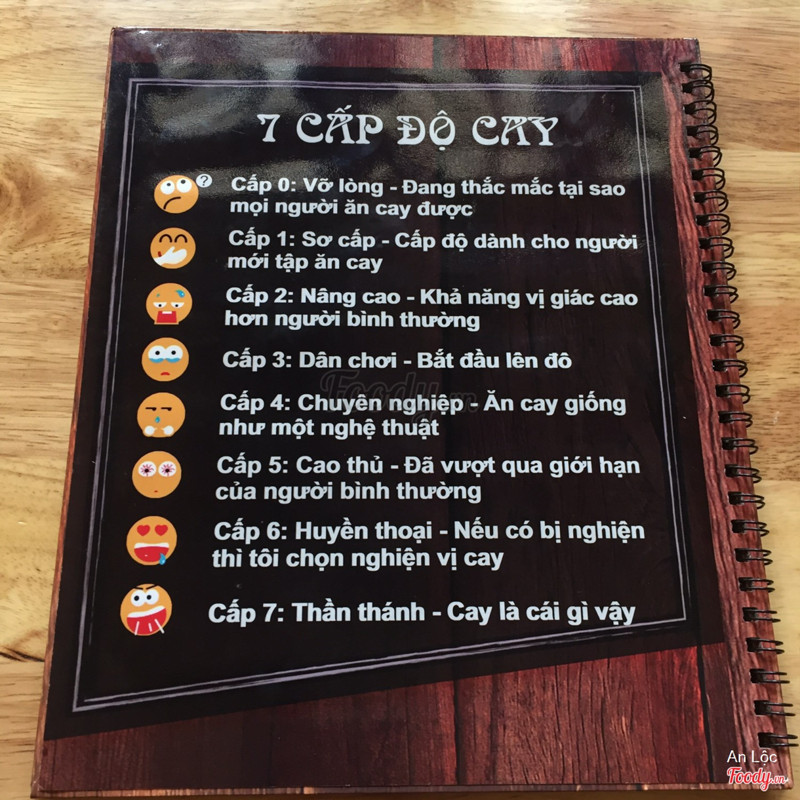 7 CẤP ĐỘ CAY
?
Cấp 0: Vỡ lòng - Đang thắc mắc tại sao
mọi người ăn cay được
Cấp 1: Sơ cấp - Cấp độ dành cho người
mới tập ăn cay
Cấp 2: Nâng cao - Khả năng vị giác cao
hơn người bình thường
Cấp 3: Dân chơi - Bắt đầu lên đô
Foody.vn
Cấp 4: Chuyên nghiệp - Ăn cay giống
như một nghệ thuật
Cấp 5: Cao thủ - Đã vượt qua giới hạn
của người bình thường
Cấp 6: Huyền thoại - Nếu có bị nghiện
thì tôi chọn nghiện vị cay
Cấp 7: Thần thánh - Cay là cái gì vậy
An Lộc
Foody.vn